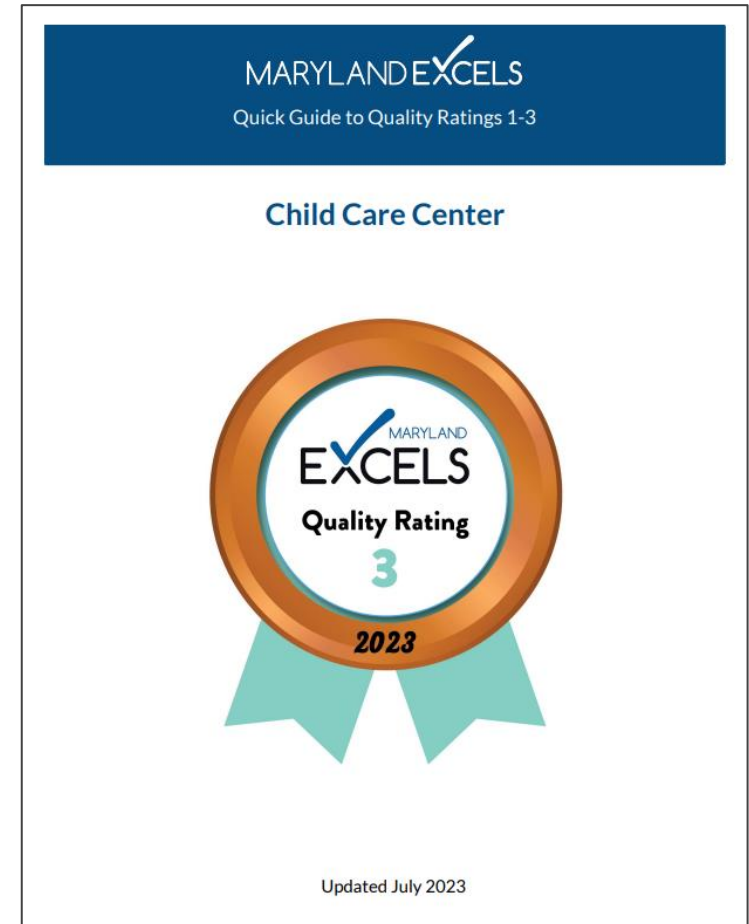 MARYLAND EXCELS
Quick Guide to Quality Ratings 1-3
Child Care Center
MARYLAND
EXCELS
Quality Rating
3
2023
Updated July 2023